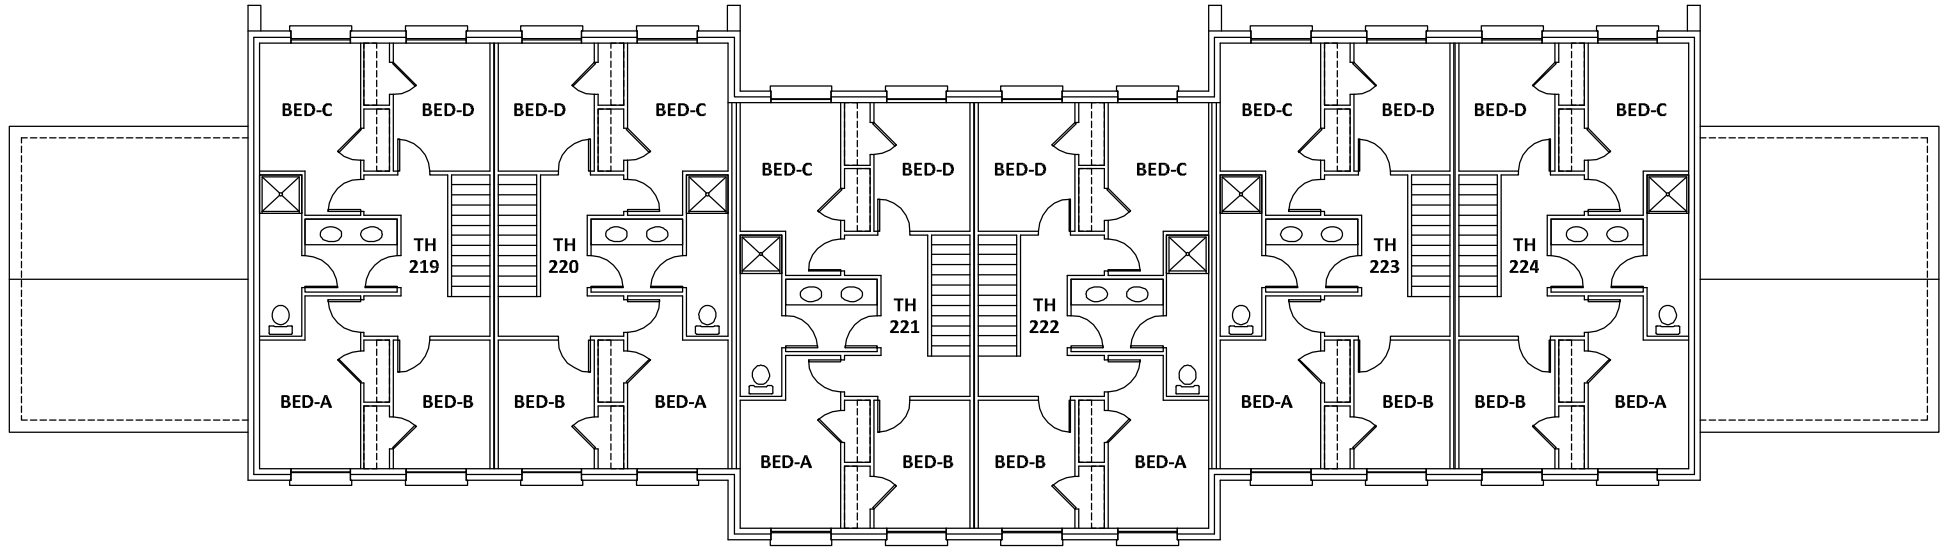 BED-C
BED-D
BED-D
BED-C
BED-C
BED-D
BED-D
BED-C
BED-C
BED-D
BED-D
BED-C
TH
219
TH
220
TH
221
TH
222
TH
223
TH
224
BED-A
BED-B
BED-B
BED-A
BED-A
BED-B
BED-B
BED-A
BED-A
BED-B
BED-B
BED-A